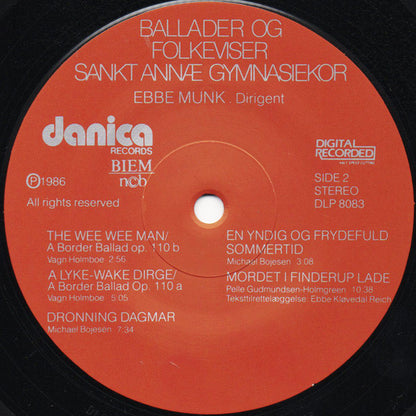 BALLADER OG
FOLKEVISER
SANKT ANNÆ GYMNASIEKOR
EBBE MUNK . Dirigent
danica
RECORDS
BIEM
ncb
DIGITAL
RECORDED
Ⓟ1986
All rights reserved
SIDE 2
STEREO
DLP 8083
THE WEE WEE MAN/
A Border Ballad op. 110 b
Vagn Holmboe 2:56
A LYKE-WAKE DIRGE/
A Border Ballad op. 110 a
Vagn Holmboe 5:05
DRONNING DAGMAR
Michael Bojesen 7:34
EN YNDIG OG FRYDEFULD
SOMMERTID
Michael Bojesen 3:08
MORDET I FINDERUP LADE
Pelle Gudmundsen-Holmgreen 10.38
Teksttilrettelæggelse: Ebbe Kløvedal Reich